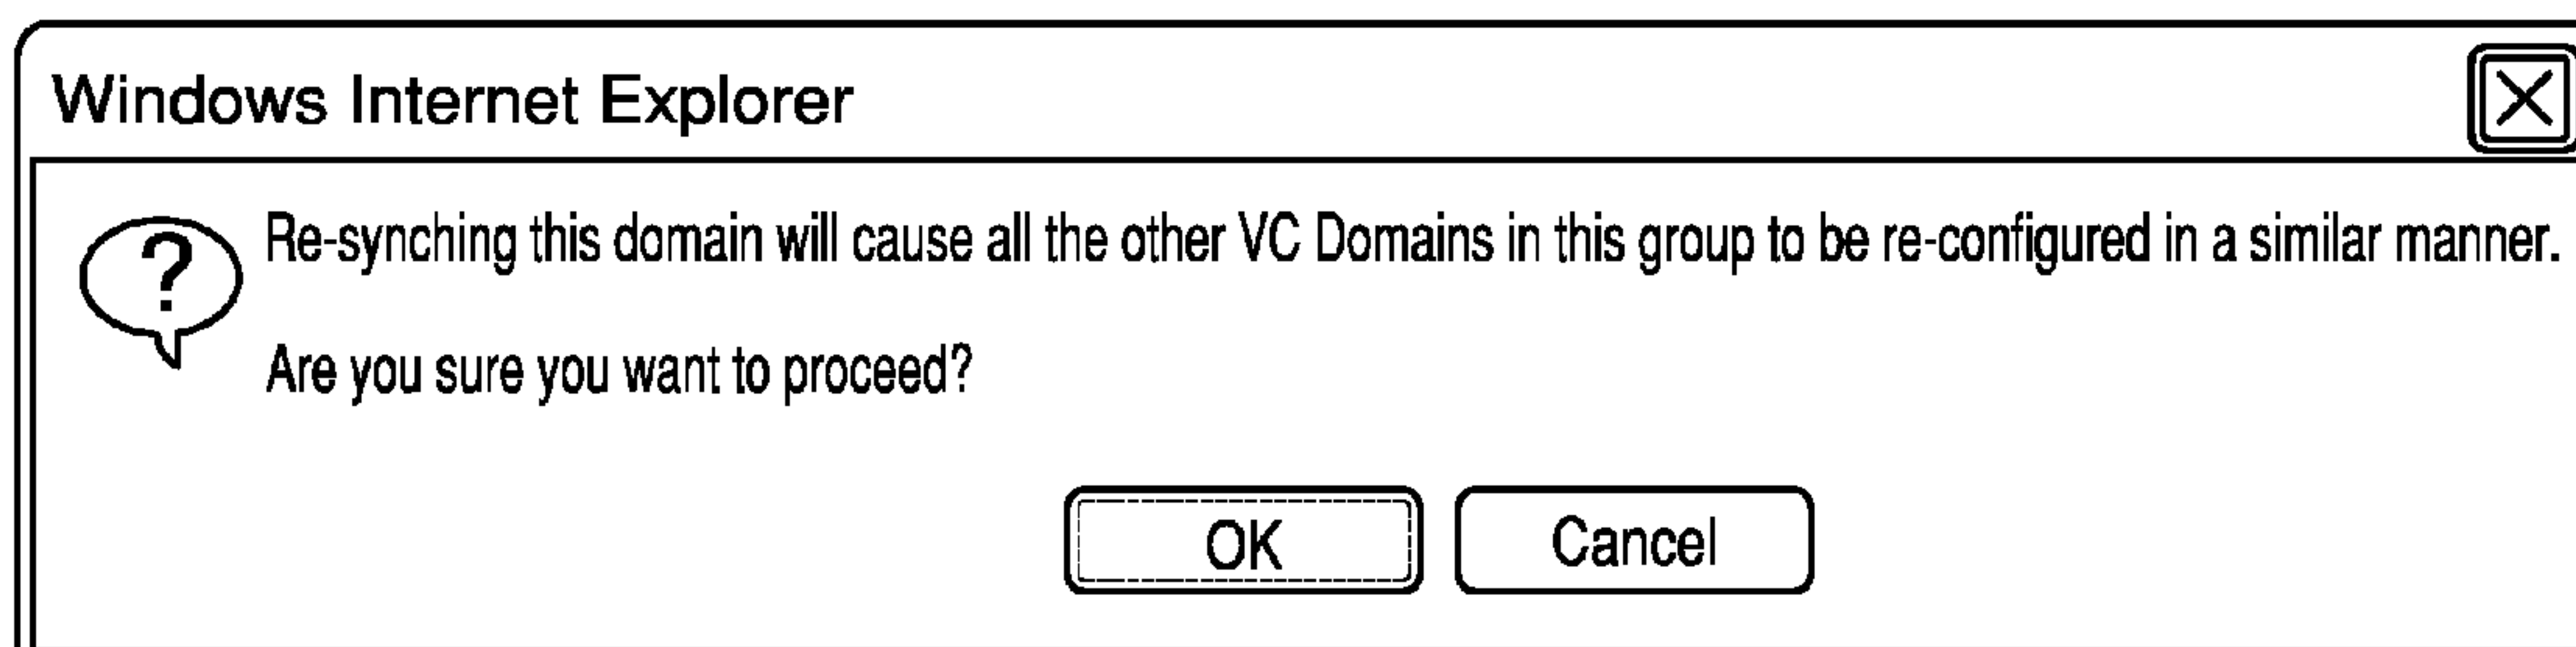 Windows Internet Explorer
Re-synching this domain will cause all the other VC Domains in this group to be re-configured in a similar manner.
Are you sure you want to proceed?
OK
Cancel